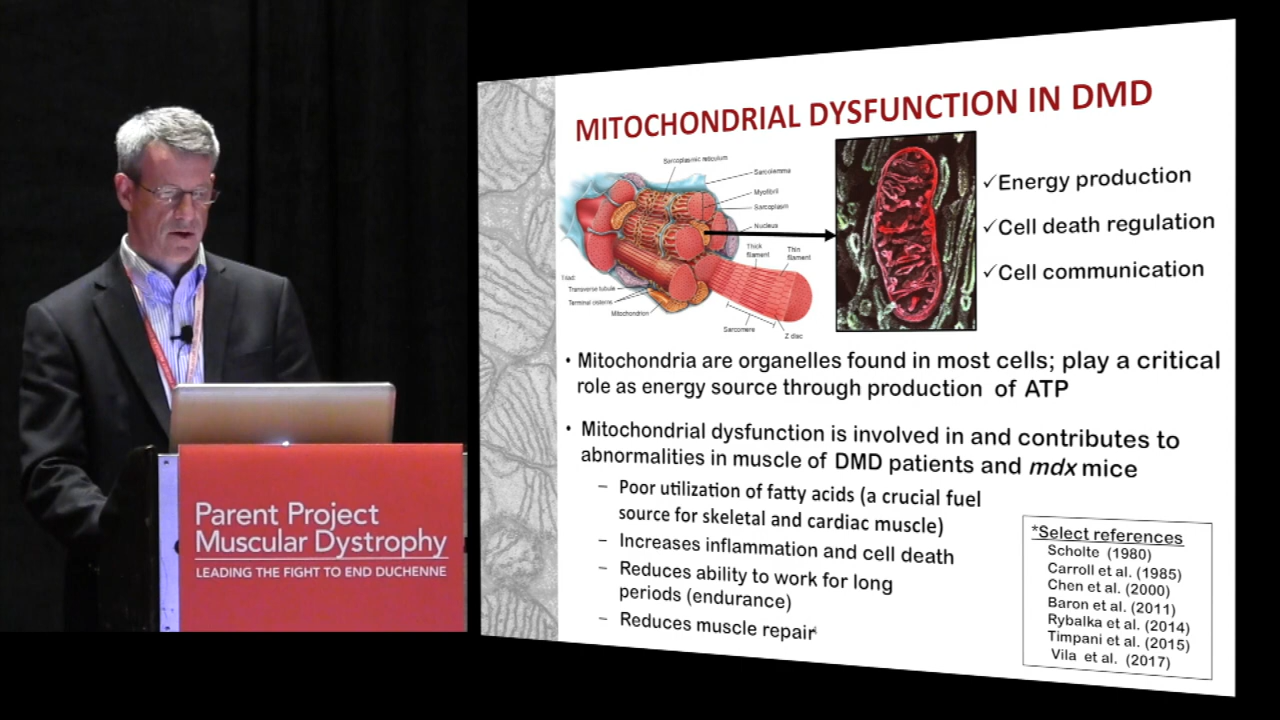 MITOCHONDRIAL DYSFUNCTION IN DMD
Sarcoplasmic reticulum
Sarcolemma
Myofibril
Sarcoplasm
Nucleus
Thick
filament
Thin
filament
Triad:
Transverse tubule
Terminal cisterns
Mitochondrion
Sarcomere
Z disc
✓Energy production
✓Cell death regulation
✓Cell communication
• Mitochondria are organelles found in most cells; play a critical
role as energy source through production of ATP
• Mitochondrial dysfunction is involved in and contributes to
abnormalities in muscle of DMD patients and mdx mice
– Poor utilization of fatty acids (a crucial fuel
source for skeletal and cardiac muscle)
– Increases inflammation and cell death
– Reduces ability to work for long
periods (endurance)
– Reduces muscle repair
*Select references
Scholte (1980)
Carroll et al. (1985)
Chen et al. (2000)
Baron et al. (2011)
Rybalka et al. (2014)
Timpani et al. (2015)
Vila et al. (2017)
Parent Project
Muscular Dystrophy
LEADING THE FIGHT TO END DUCHENNE